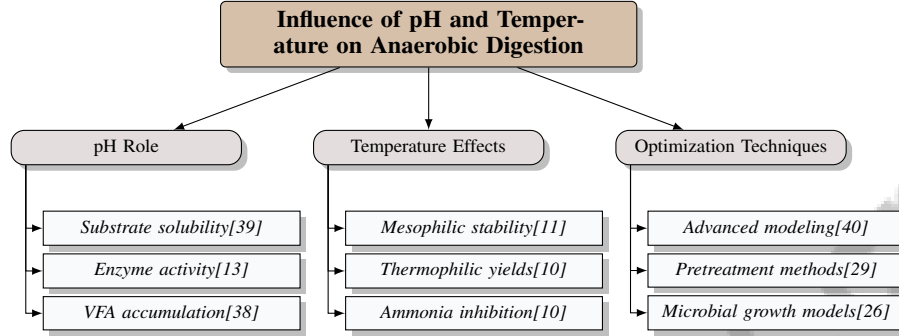 Influence of pH and Temper-
ature on Anaerobic Digestion
pH Role
Substrate solubility[39]
Enzyme activity[13]
VFA accumulation[38]
Temperature Effects
Mesophilic stability[11]
Thermophilic yields[10]
Ammonia inhibition[10]
Optimization Techniques
Advanced modeling[40]
Pretreatment methods[29]
Microbial growth models[26]